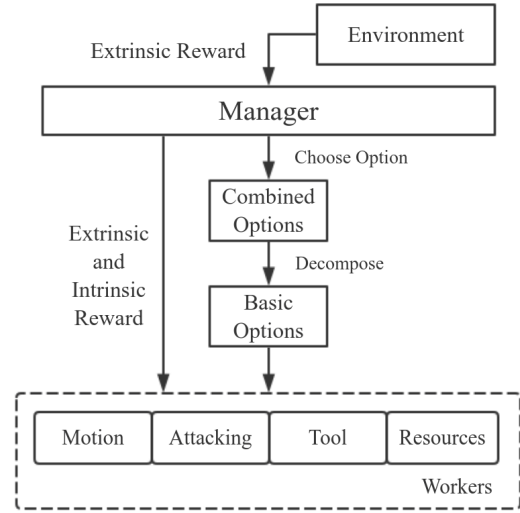 Environment
Extrinsic Reward
Manager
Choose Option
Combined
Options
Extrinsic
and
Intrinsic
Reward
Decompose
Basic
Options
Motion
Attacking
Tool
Resources
Workers